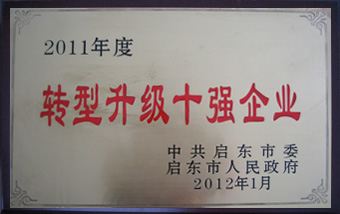 2011年度
转型升级十强企业
中共启东市委
启东市人民政府
2012年1月